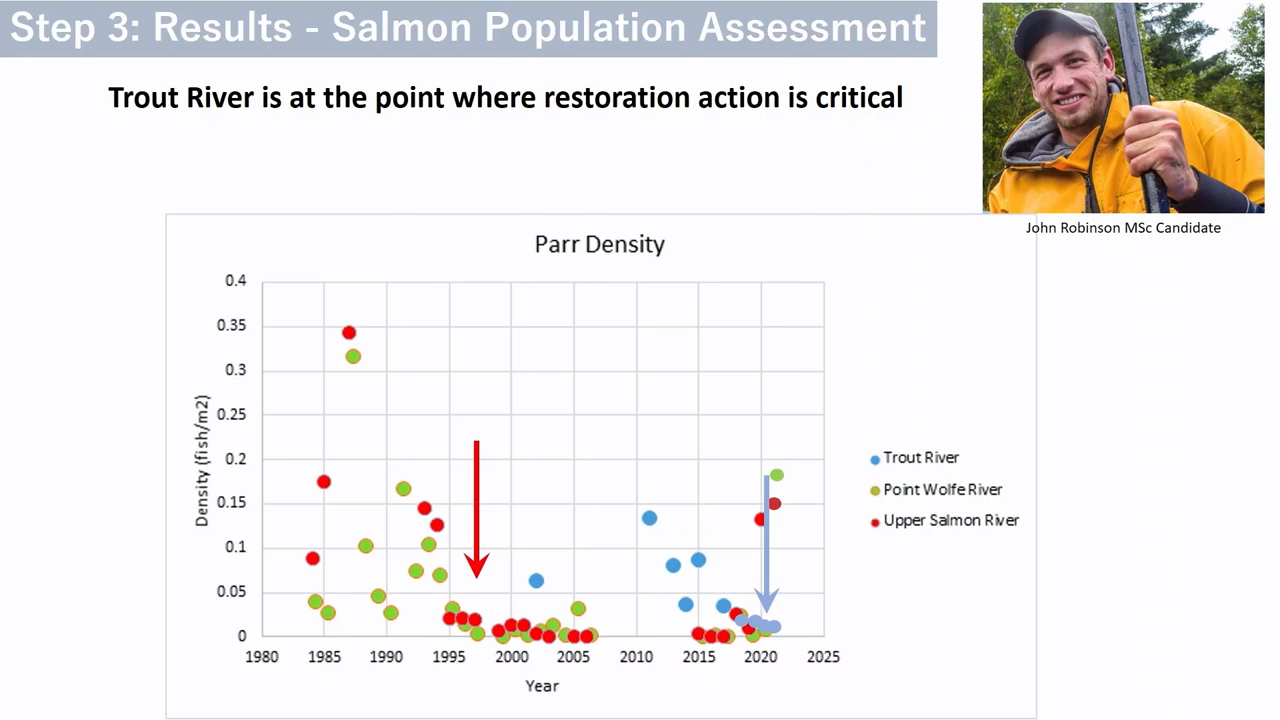 Step 3: Results - Salmon Population Assessment
Trout River is at the point where restoration action is critical
John Robinson MSc Candidate
Parr Density
Density (fish/m2)
0.4
0.35
0.3
0.25
0.2
0.15
0.1
0.05
0
1980 1985 1990 1995 2000 2005 2010 2015 2020 2025
Year
Trout River
Point Wolfe River
Upper Salmon River